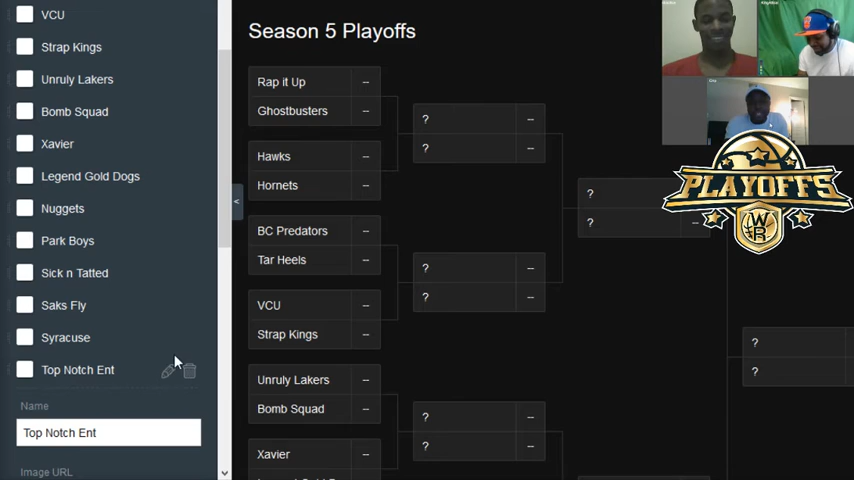 VCU
Strap Kings
Unruly Lakers
Bomb Squad
Xavier
Legend Gold Dogs
Nuggets
Park Boys
Sick n Tatted
Saks Fly
Syracuse
Top Notch Ent
Name
Top Notch Ent
Image URL
<
Season 5 Playoffs
Rap it Up --
Ghostbusters --
Hawks --
Hornets --
BC Predators --
Tar Heels --
VCU --
Strap Kings --
Unruly Lakers --
Bomb Squad --
Xavier --
? --
? --
? --
? --
? --
? --
?
? --
?
?
PLAYOFFS
WR